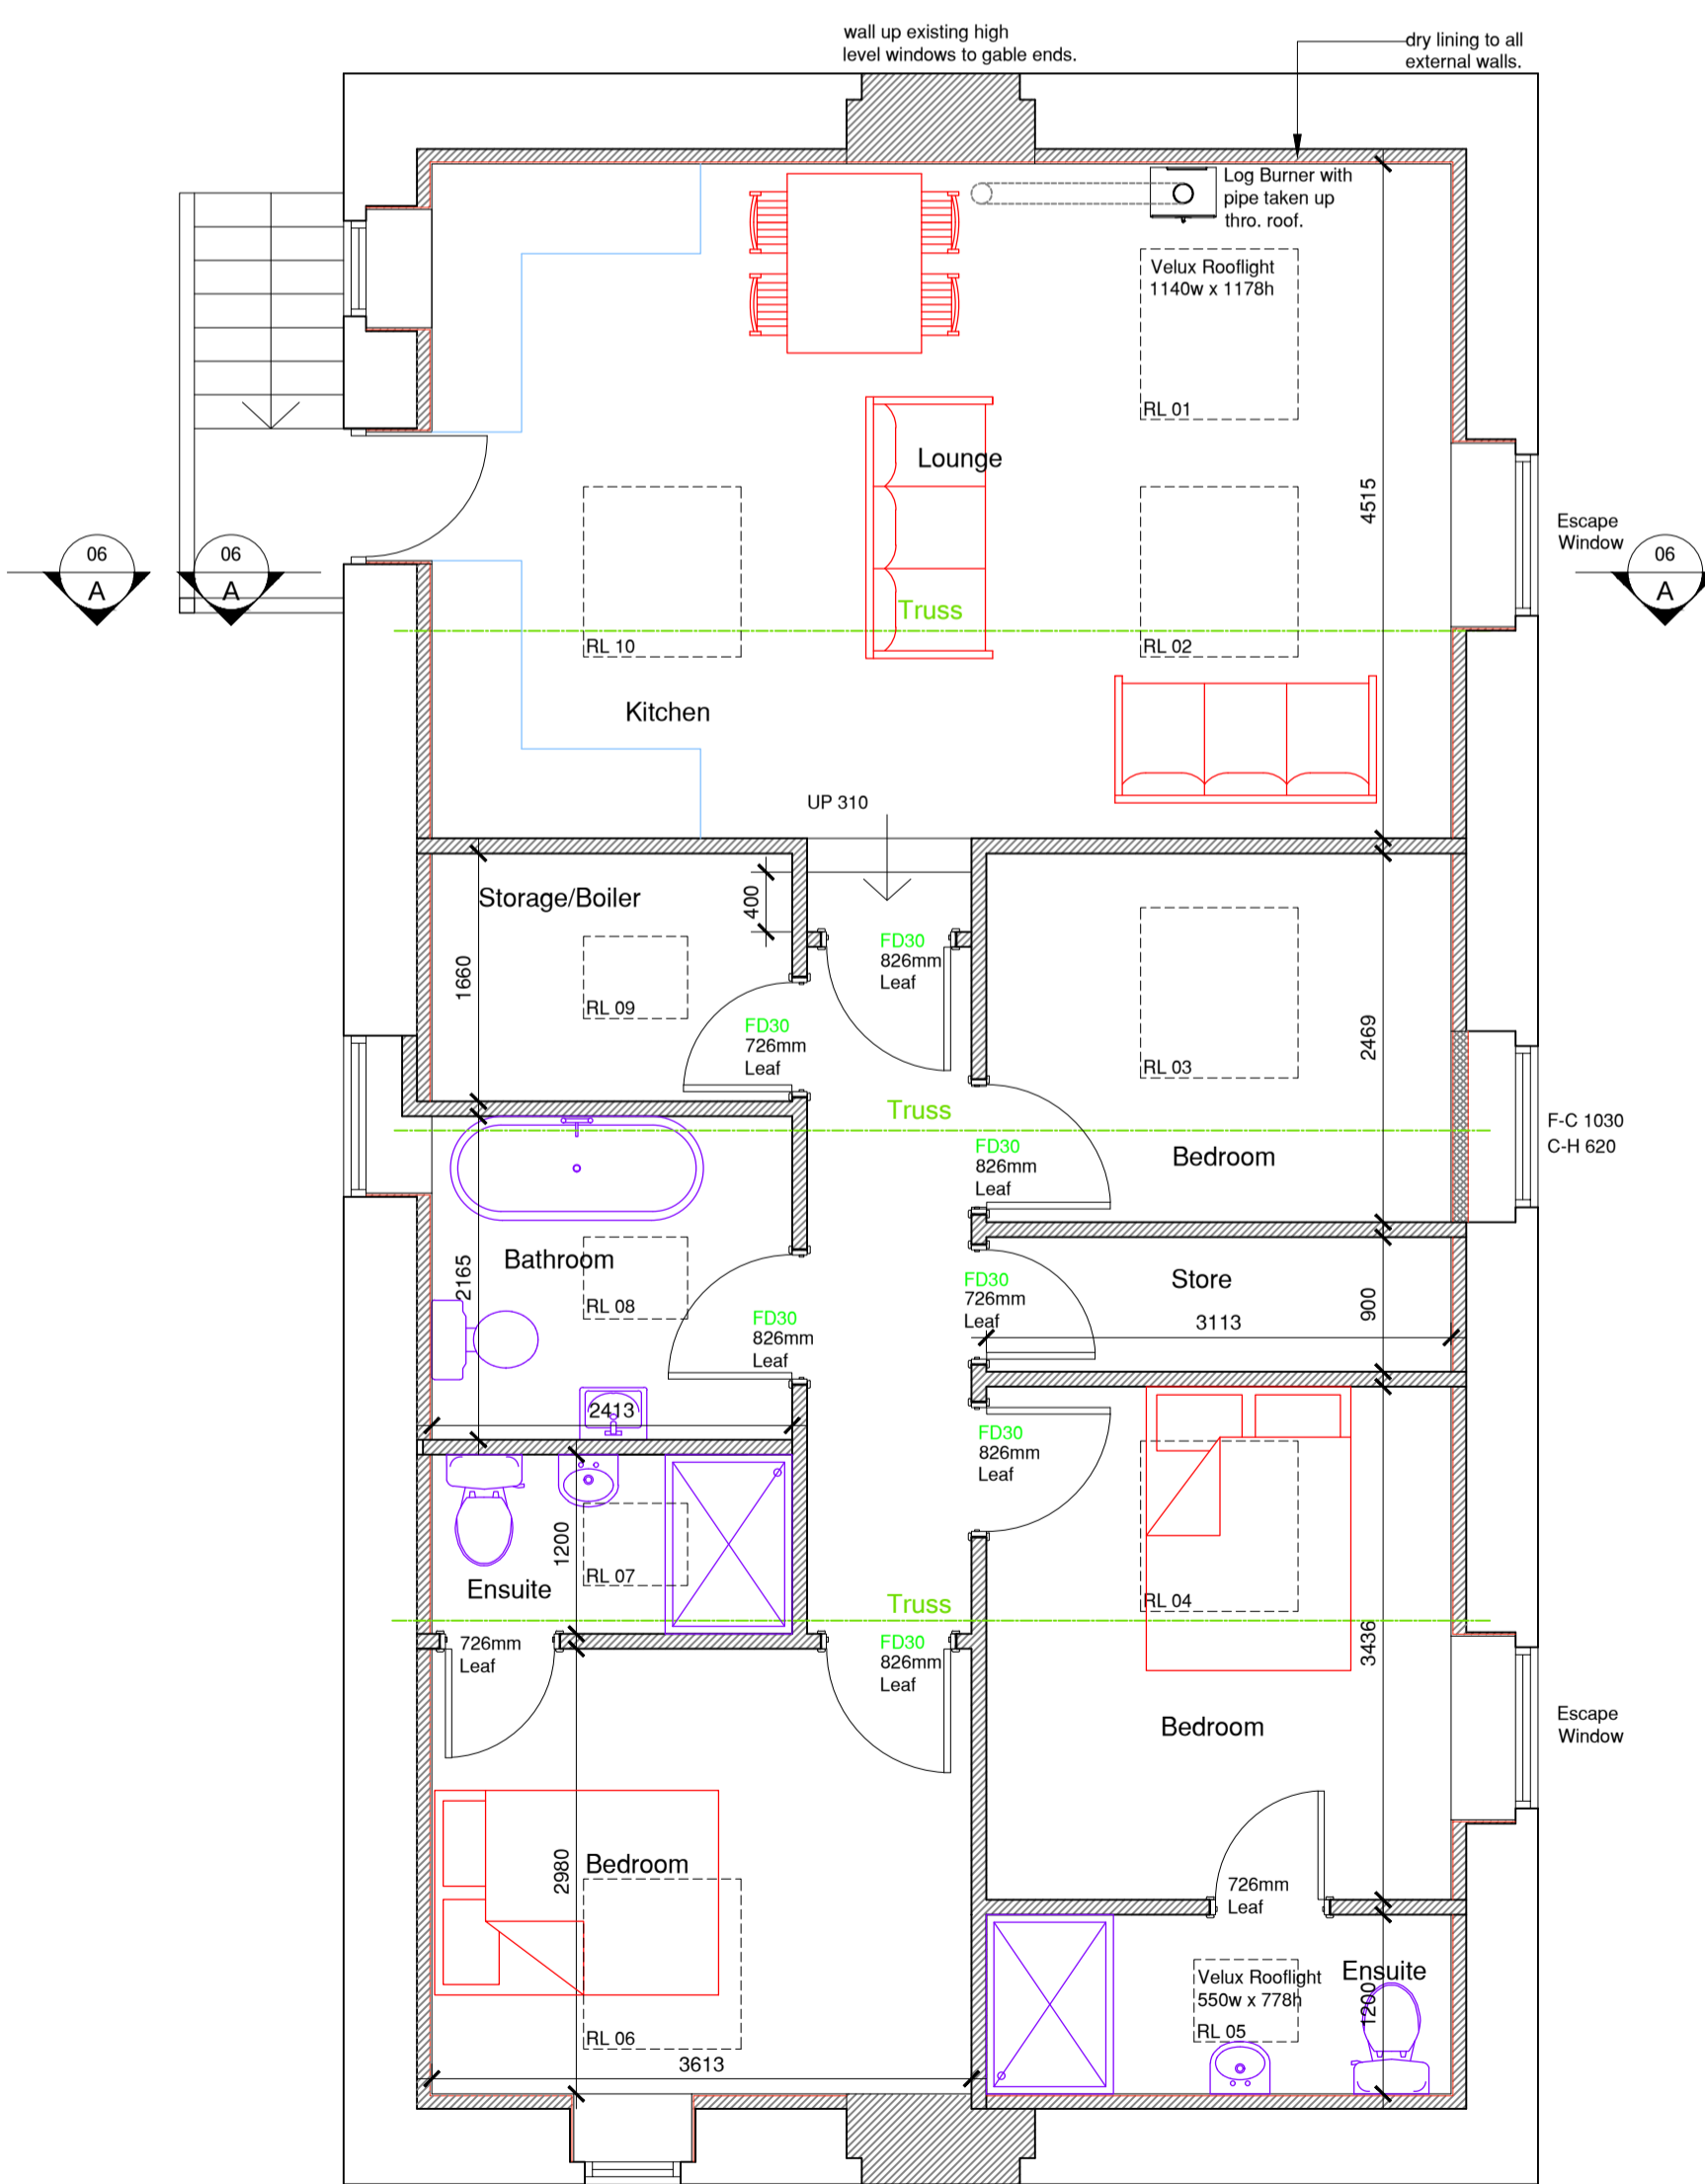 wall up existing high
level windows to gable ends.
dry lining to all
external walls.
Log Burner with
pipe taken up
thro. roof.
Velux Rooflight
1140w x 1178h
RL 01
Lounge
4515
Escape
Window
06
A
06
A
06
A
Truss
RL 10
RL 02
Kitchen
UP 310
Storage/Boiler
400
FD30
826mm
Leaf
1660
RL 09
FD30
726mm
Leaf
2469
RL 03
Truss
F-C 1030
C-H 620
FD30
826mm
Leaf
Bedroom
Bathroom
2165
RL 08
FD30
826mm
Leaf
FD30
726mm
Leaf
Store
900
3113
2413
FD30
826mm
Leaf
1200
RL 07
Ensuite
RL 04
Truss
726mm
Leaf
FD30
826mm
Leaf
3436
Bedroom
Escape
Window
2980
Bedroom
726mm
Leaf
Velux Rooflight
550w x 778h
RL 05
Ensuite
1200
RL 06
3613